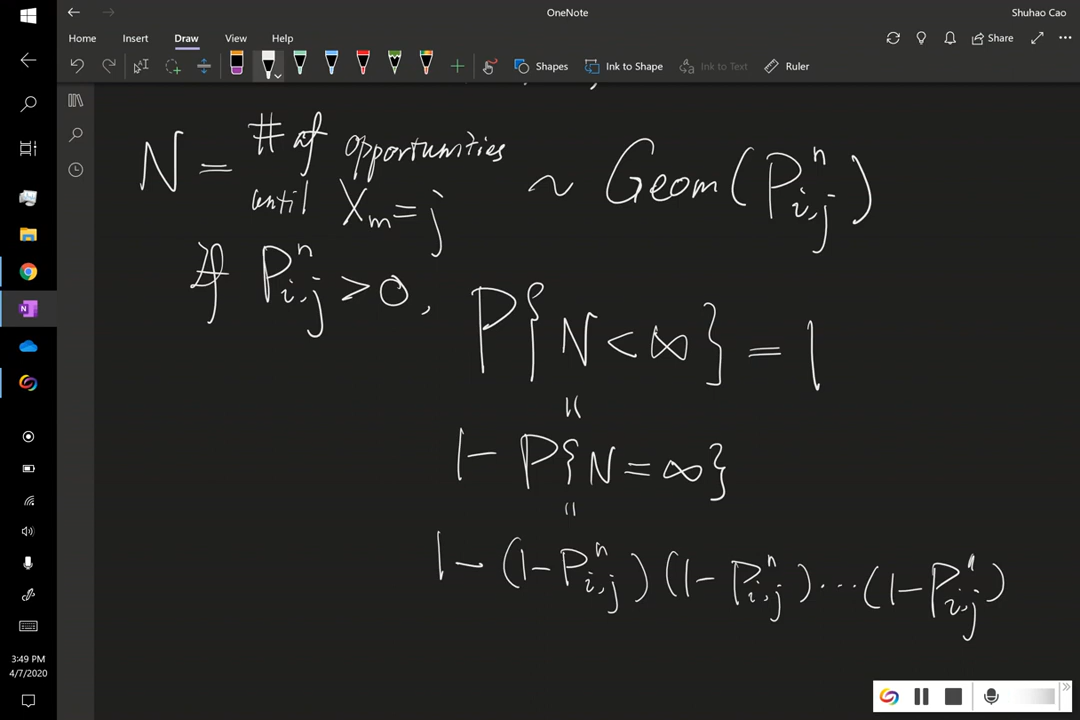 OneNote
Shuhao Cao
Home Insert Draw View Help
Share
Shapes Ink to Shape Ink to Text Ruler
N = # of opportunities until X_m = j ~ Geom(P^n_{i,j})
If P^n_{i,j} > 0, P{N < ∞} = 1
"
1 - P{N = ∞}
"
1 - (1 - P^n_{i,j})(1 - P^n_{i,j}) ... (1 - P^n_{i,j})
3:49 PM
4/7/2020